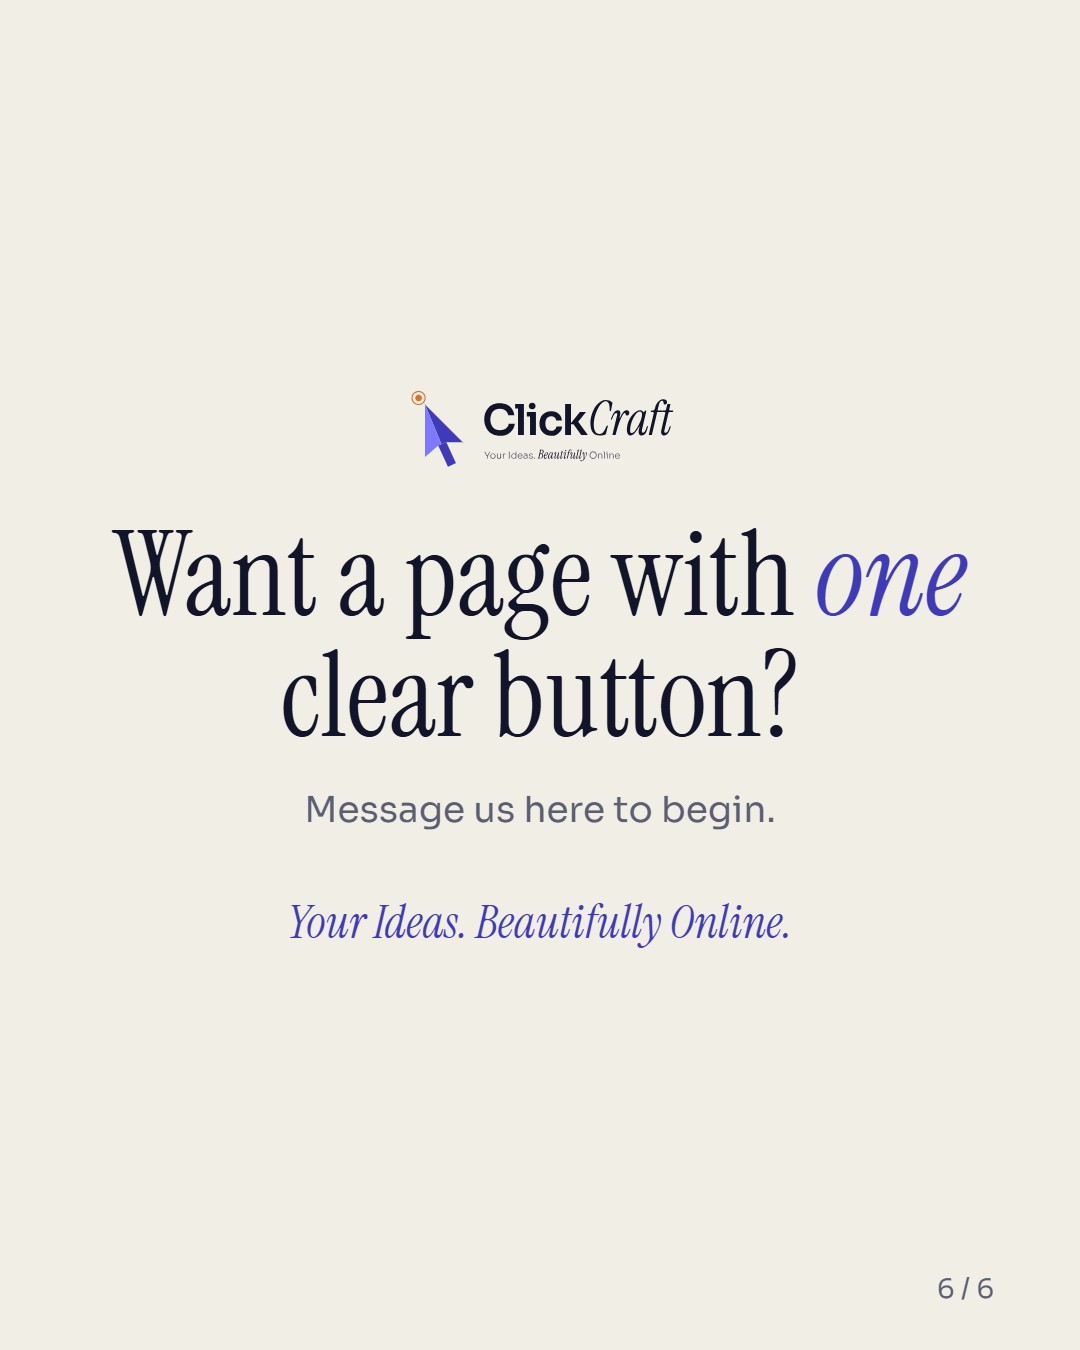 ClickCraft
Your Ideas. Beautifully Online
Want a page with one
clear button?
Message us here to begin.
Your Ideas. Beautifully Online.
6 / 6